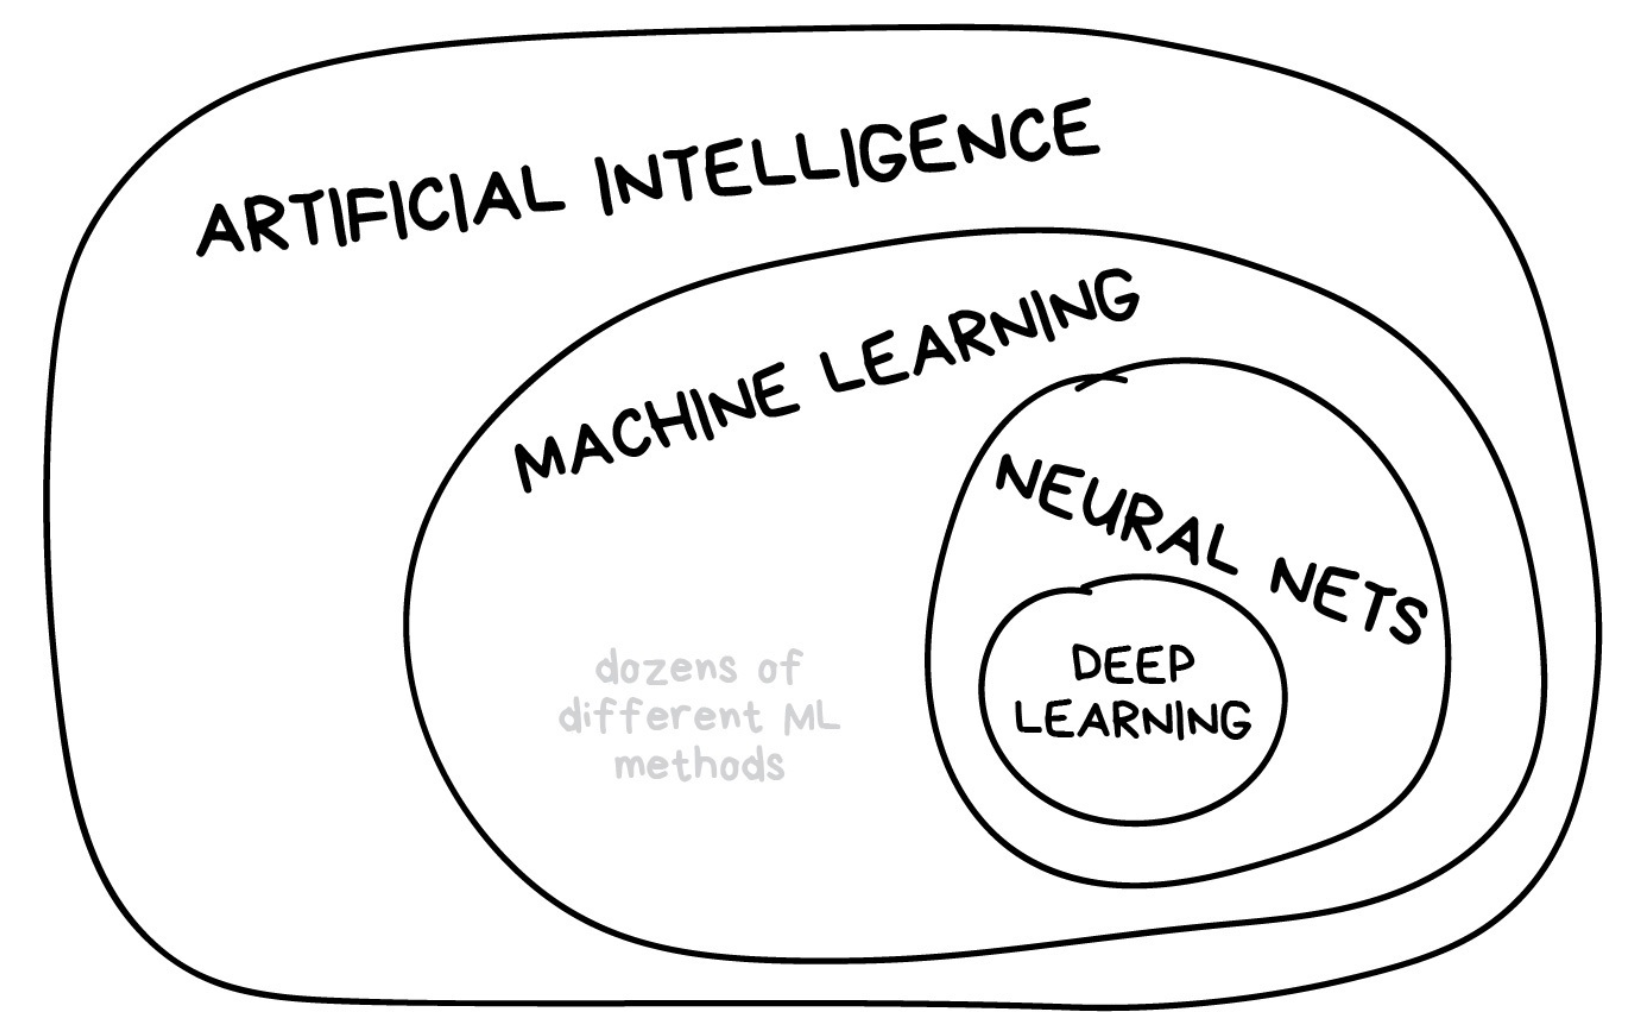 ARTIFICIAL INTELLIGENCE
MACHINE LEARNING
NEURAL NETS
DEEP
LEARNING
dozens of
different ML
methods